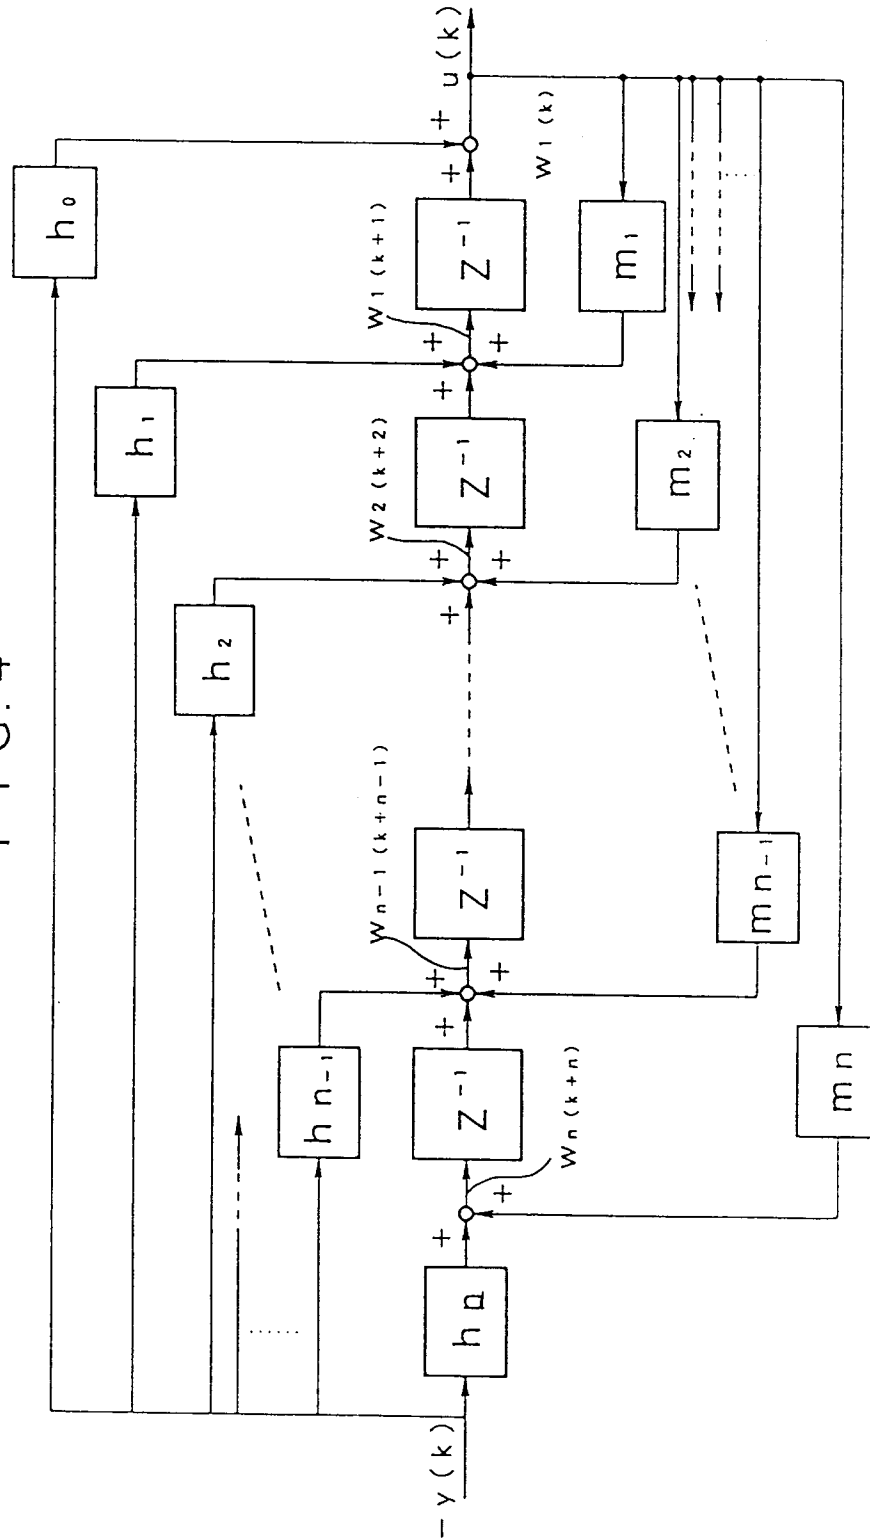 FIG. 4
h0
h1
h2
hn-1
-y(k)
hn
Wn(k+n)
Z-1
Wn-1(k+n-1)
Z-1
W2(k+2)
Z-1
W1(k+1)
Z-1
W1(k)
u(k)
+
+
+
+
+
+
+
+
+
+
+
+
+
m1
m2
mn-1
mn